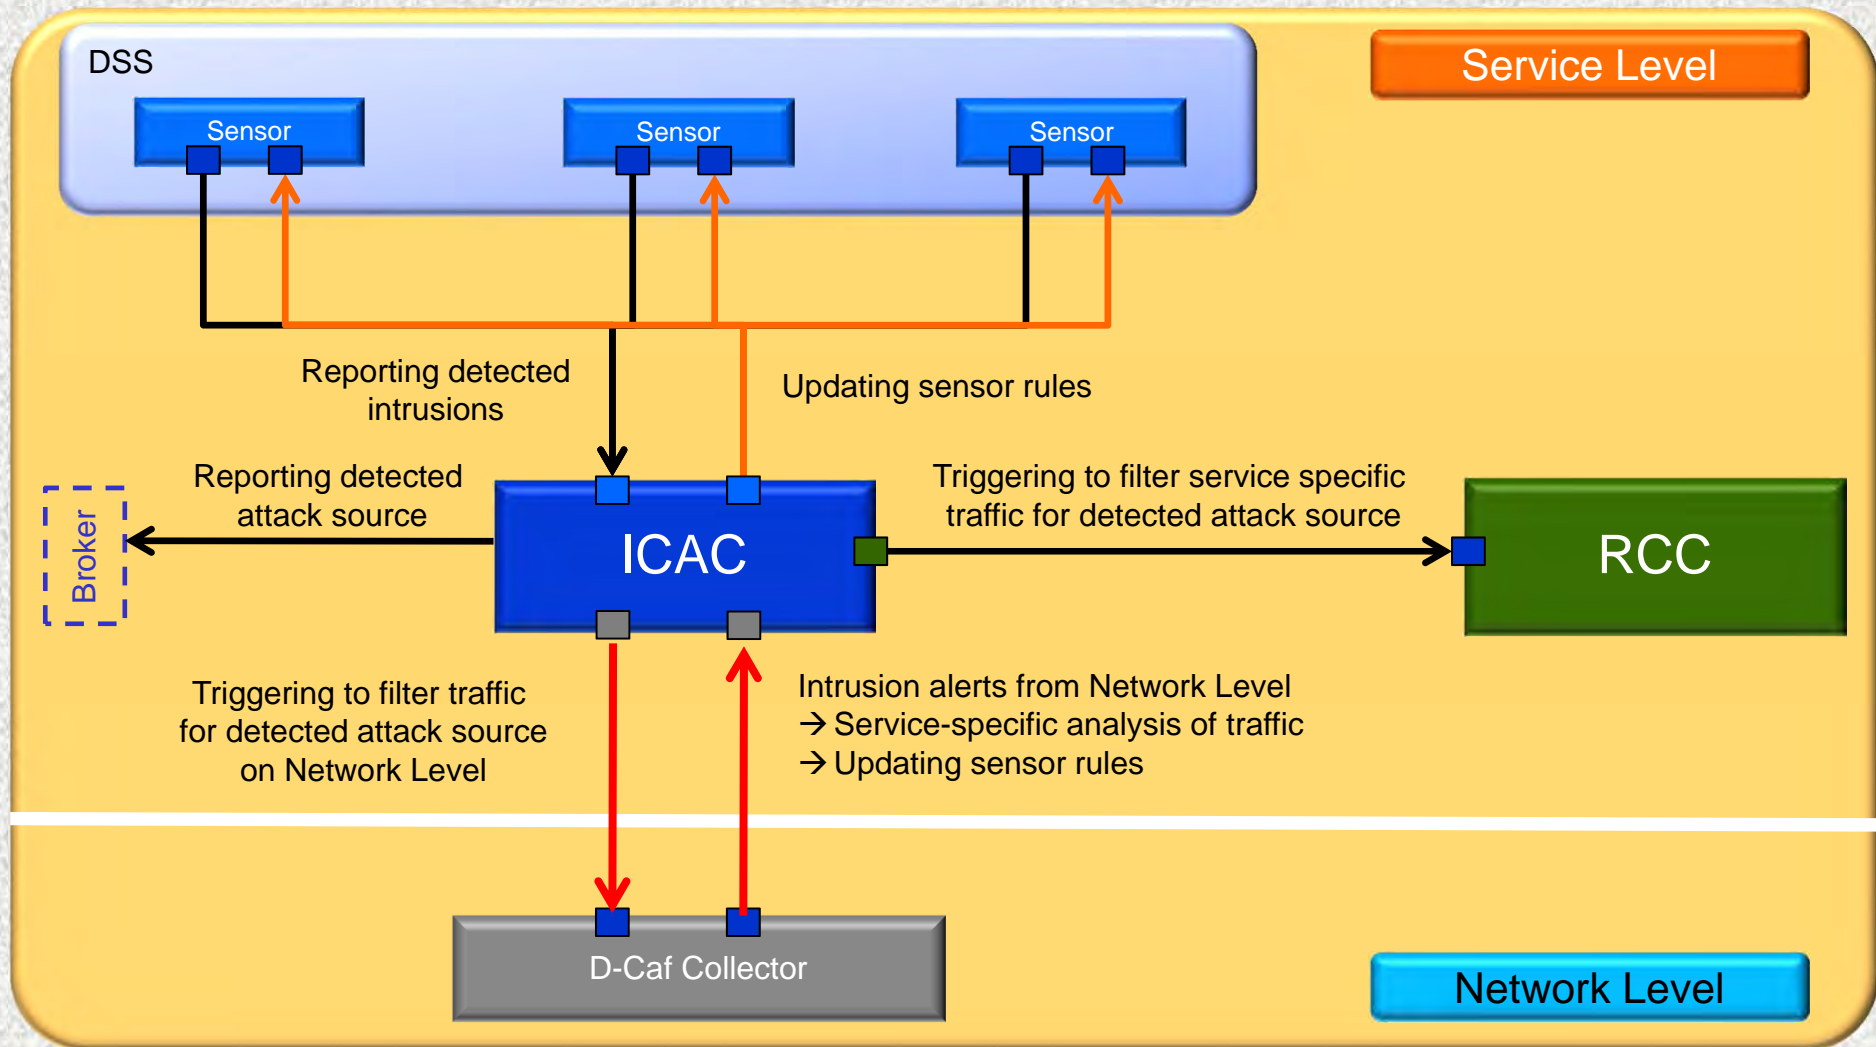 DSS
Service Level
Sensor
Sensor
Sensor
Reporting detected
intrusions
Updating sensor rules
Reporting detected
attack source
Triggering to filter service specific
traffic for detected attack source
Broker
ICAC
RCC
Triggering to filter traffic
for detected attack source
on Network Level
Intrusion alerts from Network Level
→ Service-specific analysis of traffic
→ Updating sensor rules
D-Caf Collector
Network Level